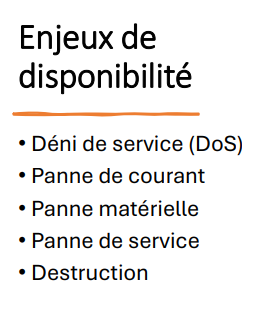 Enjeux de
disponibilité
• Déni de service (DoS)
• Panne de courant
• Panne matérielle
• Panne de service
• Destruction